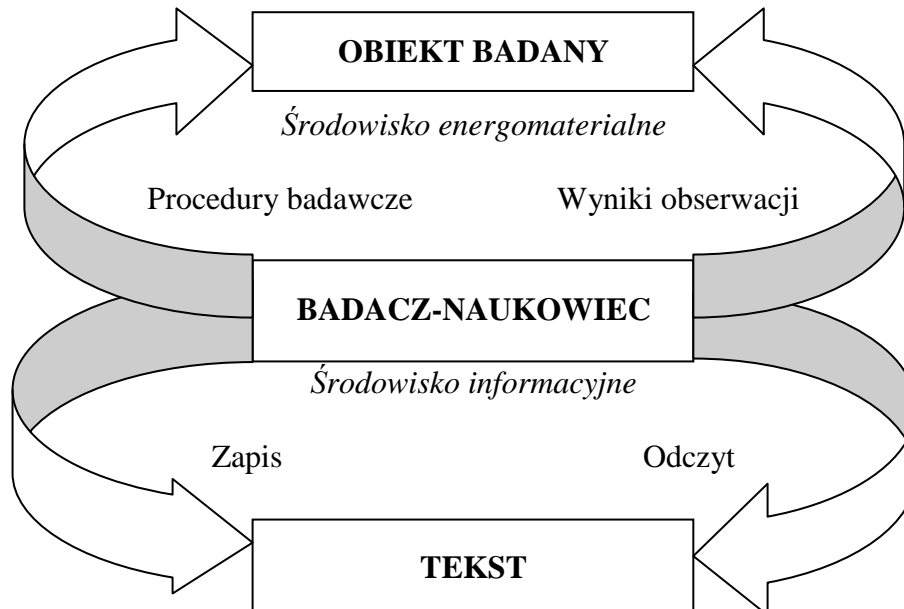 OBIEKT BADANY
Środowisko energomaterialne
Procedury badawcze
Wyniki obserwacji
BADACZ-NAUKOWIEC
Środowisko informacyjne
Zapis
Odczyt
TEKST